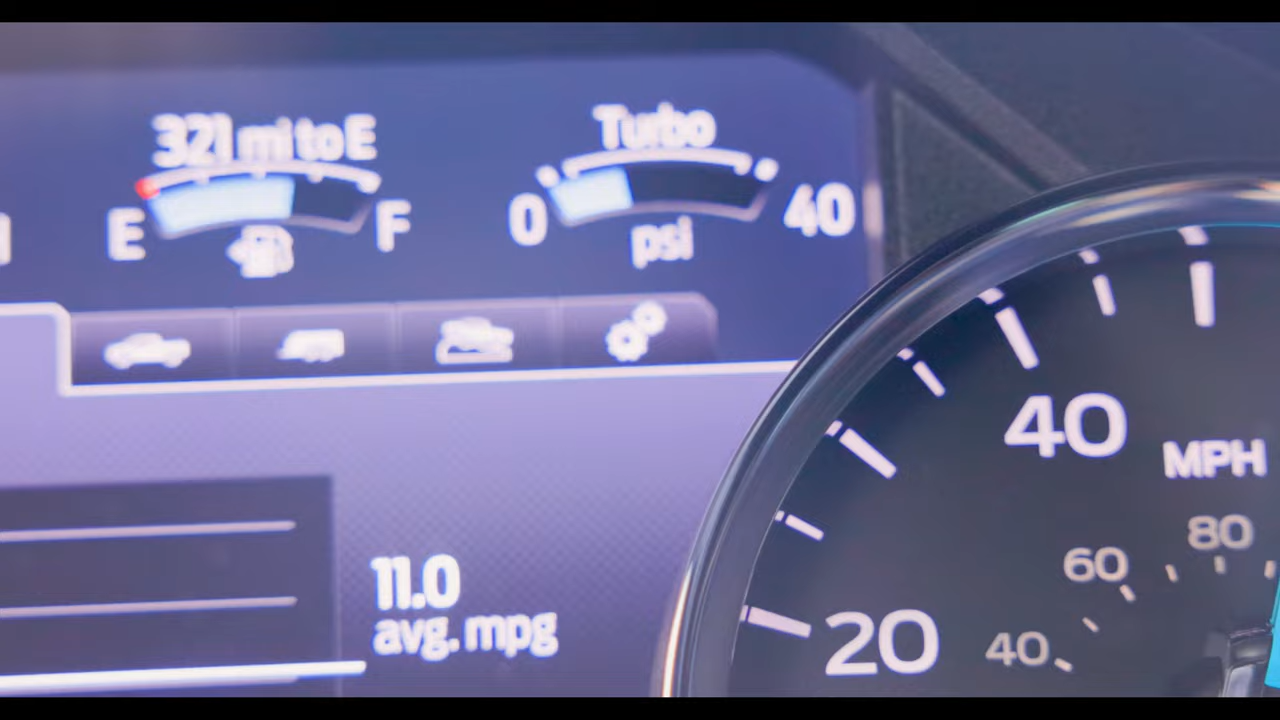 321 mi to E
E F
Turbo
0 40
psi
11.0
avg. mpg
40
MPH
80
60
20
40